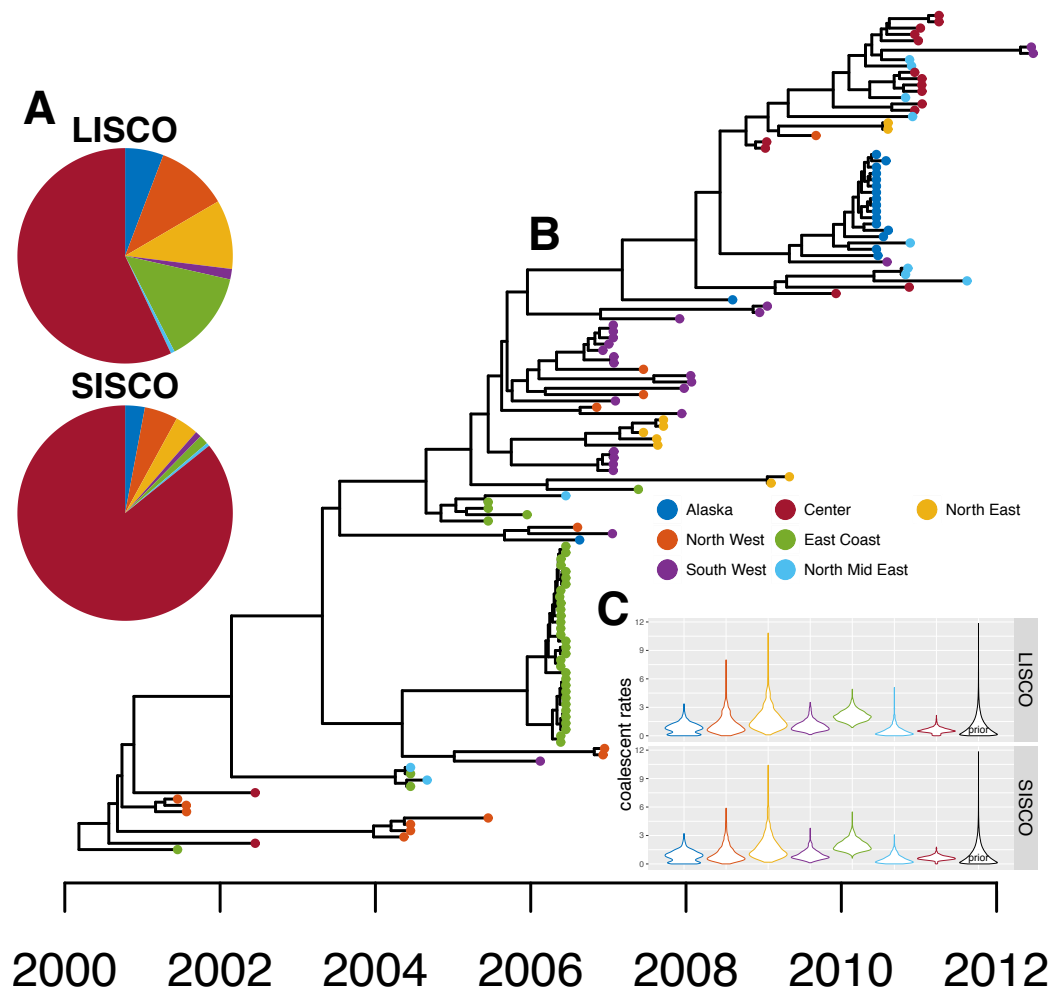 A
LISCO
SISCO
B
Alaska
Center
North East
North West
East Coast
South West
North Mid East
C
coalescent rates
12
9
6
3
0
prior
LISCO
12
9
6
3
0
prior
SISCO
2000 2002 2004 2006 2008 2010 2012